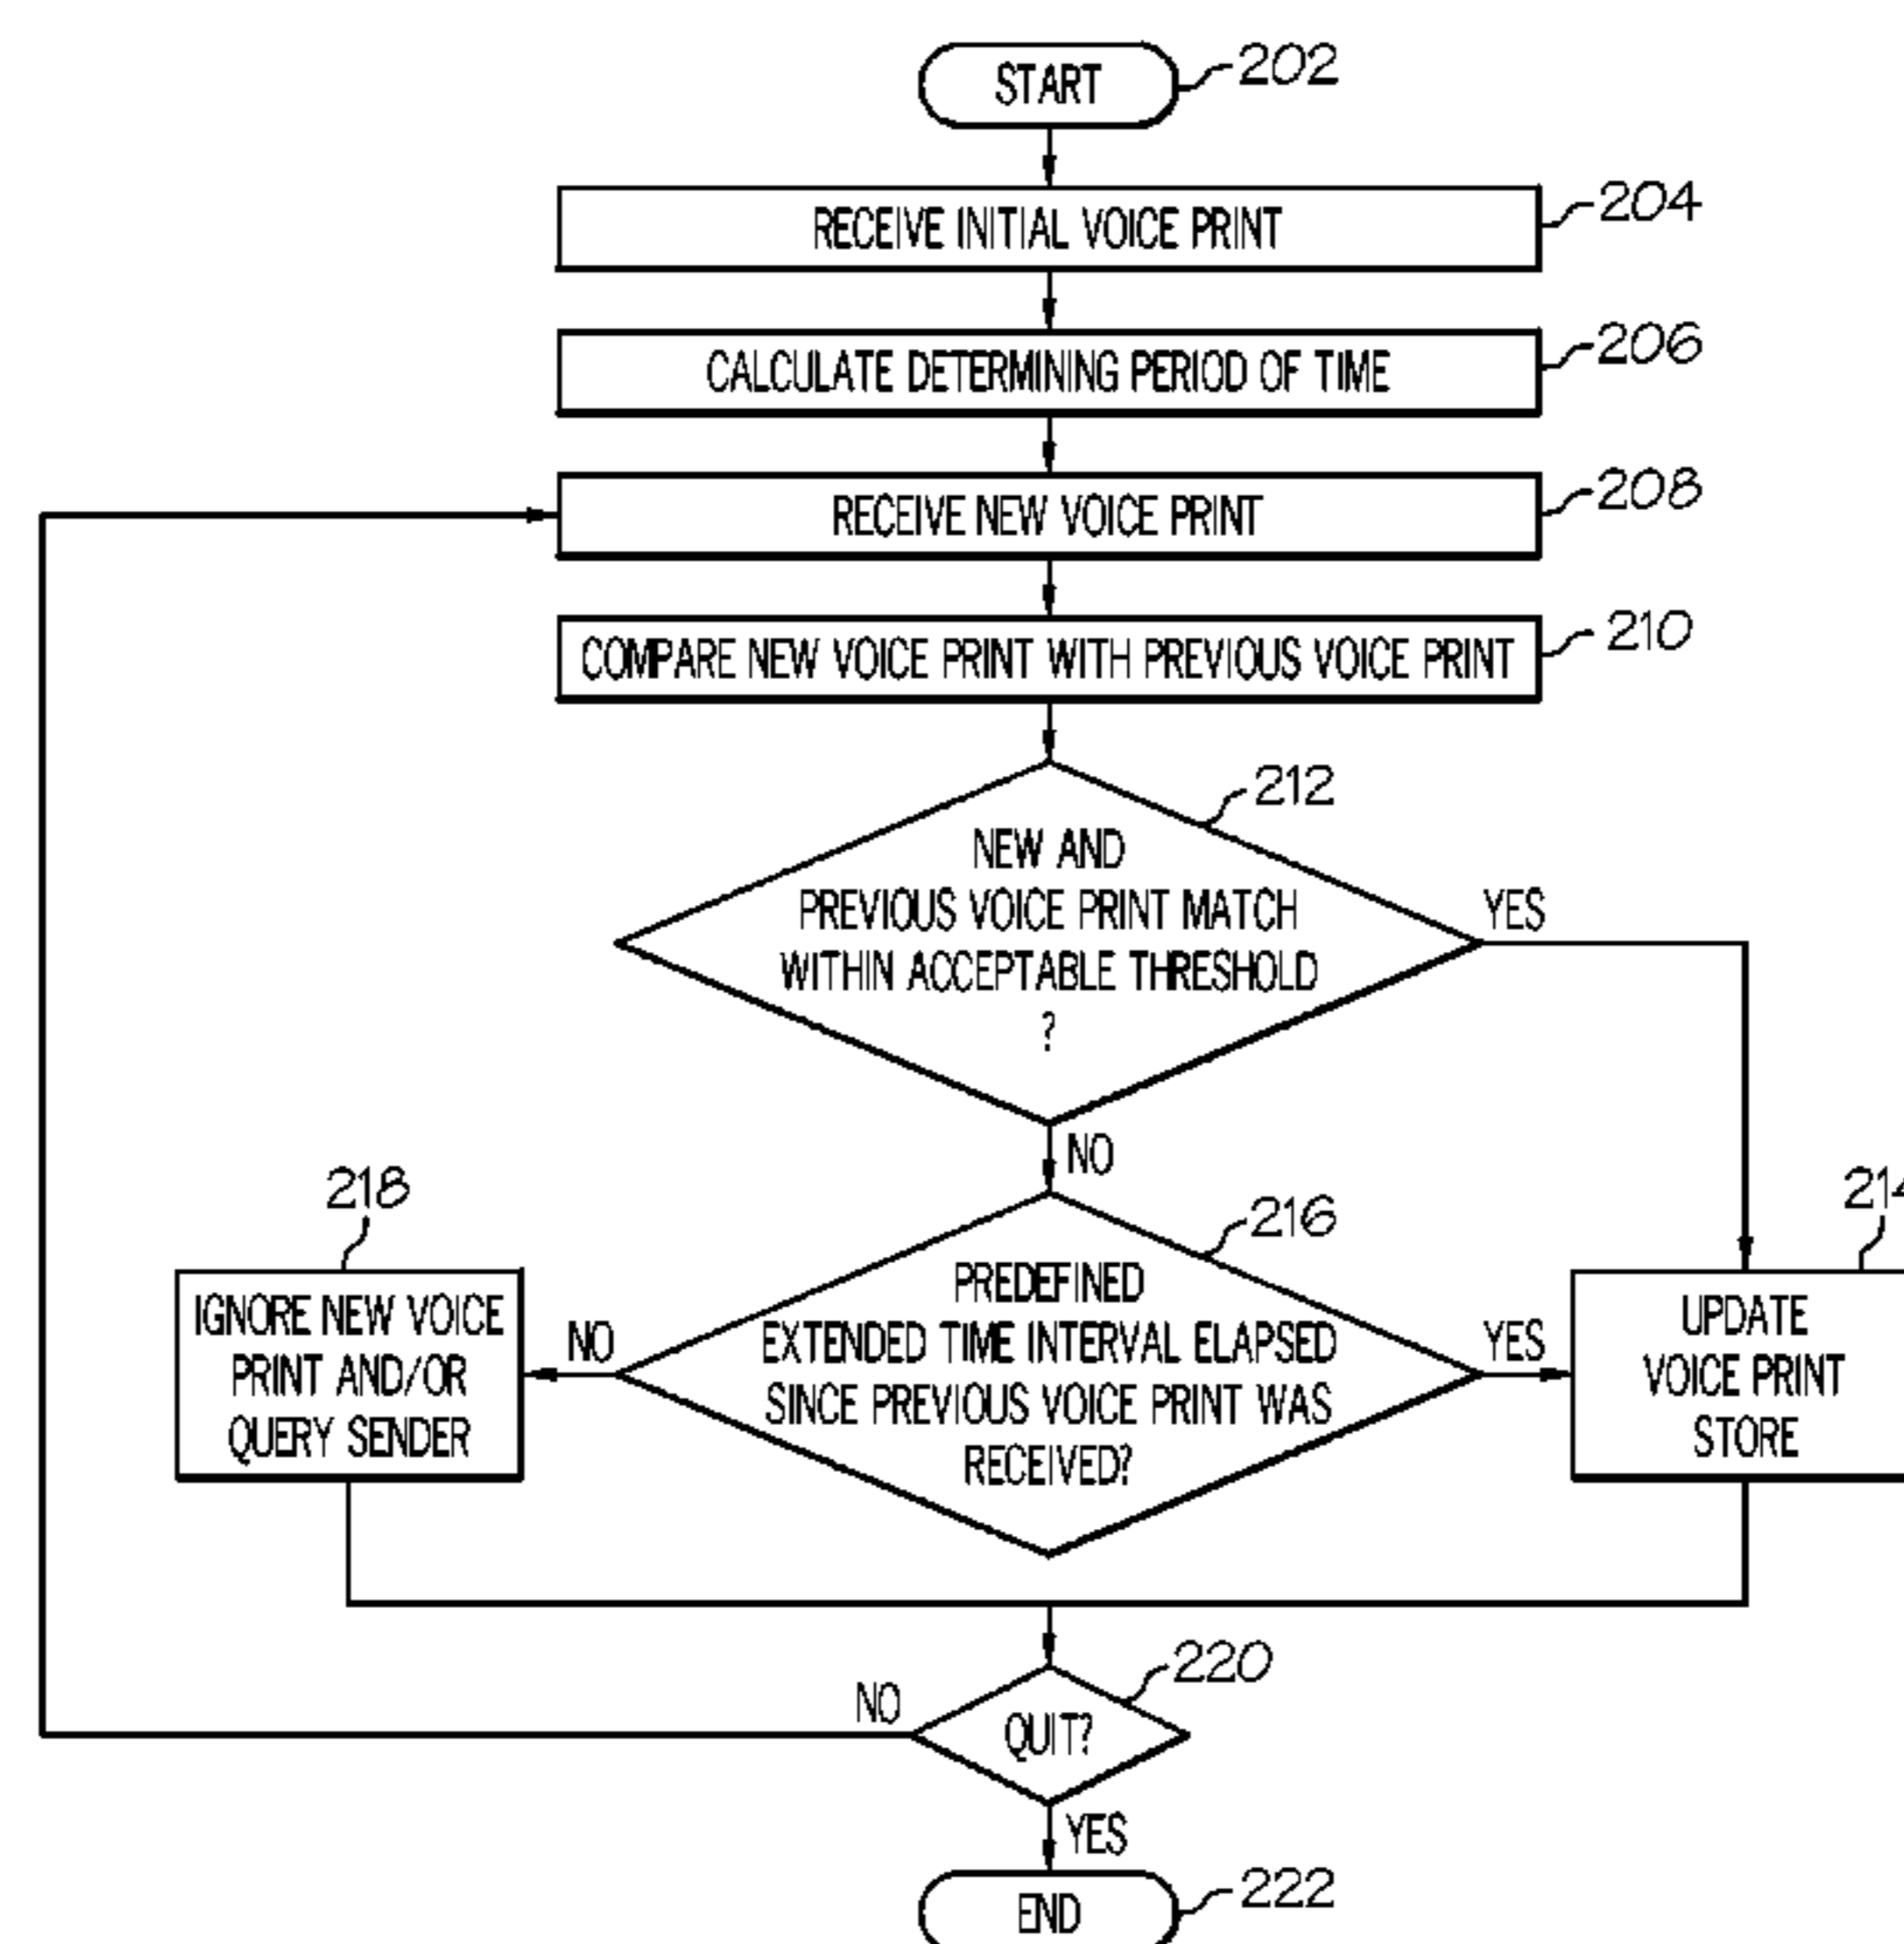 START
202
RECEIVE INITIAL VOICE PRINT
204
CALCULATE DETERMINING PERIOD OF TIME
206
RECEIVE NEW VOICE PRINT
208
COMPARE NEW VOICE PRINT WITH PREVIOUS VOICE PRINT
210
212
NEW AND
PREVIOUS VOICE PRINT MATCH
WITHIN ACCEPTABLE THRESHOLD
?
YES
NO
218
IGNORE NEW VOICE
PRINT AND/OR
QUERY SENDER
NO
216
PREDEFINED
EXTENDED TIME INTERVAL ELAPSED
SINCE PREVIOUS VOICE PRINT WAS
RECEIVED?
YES
214
UPDATE
VOICE PRINT
STORE
220
QUIT?
NO
YES
END
222